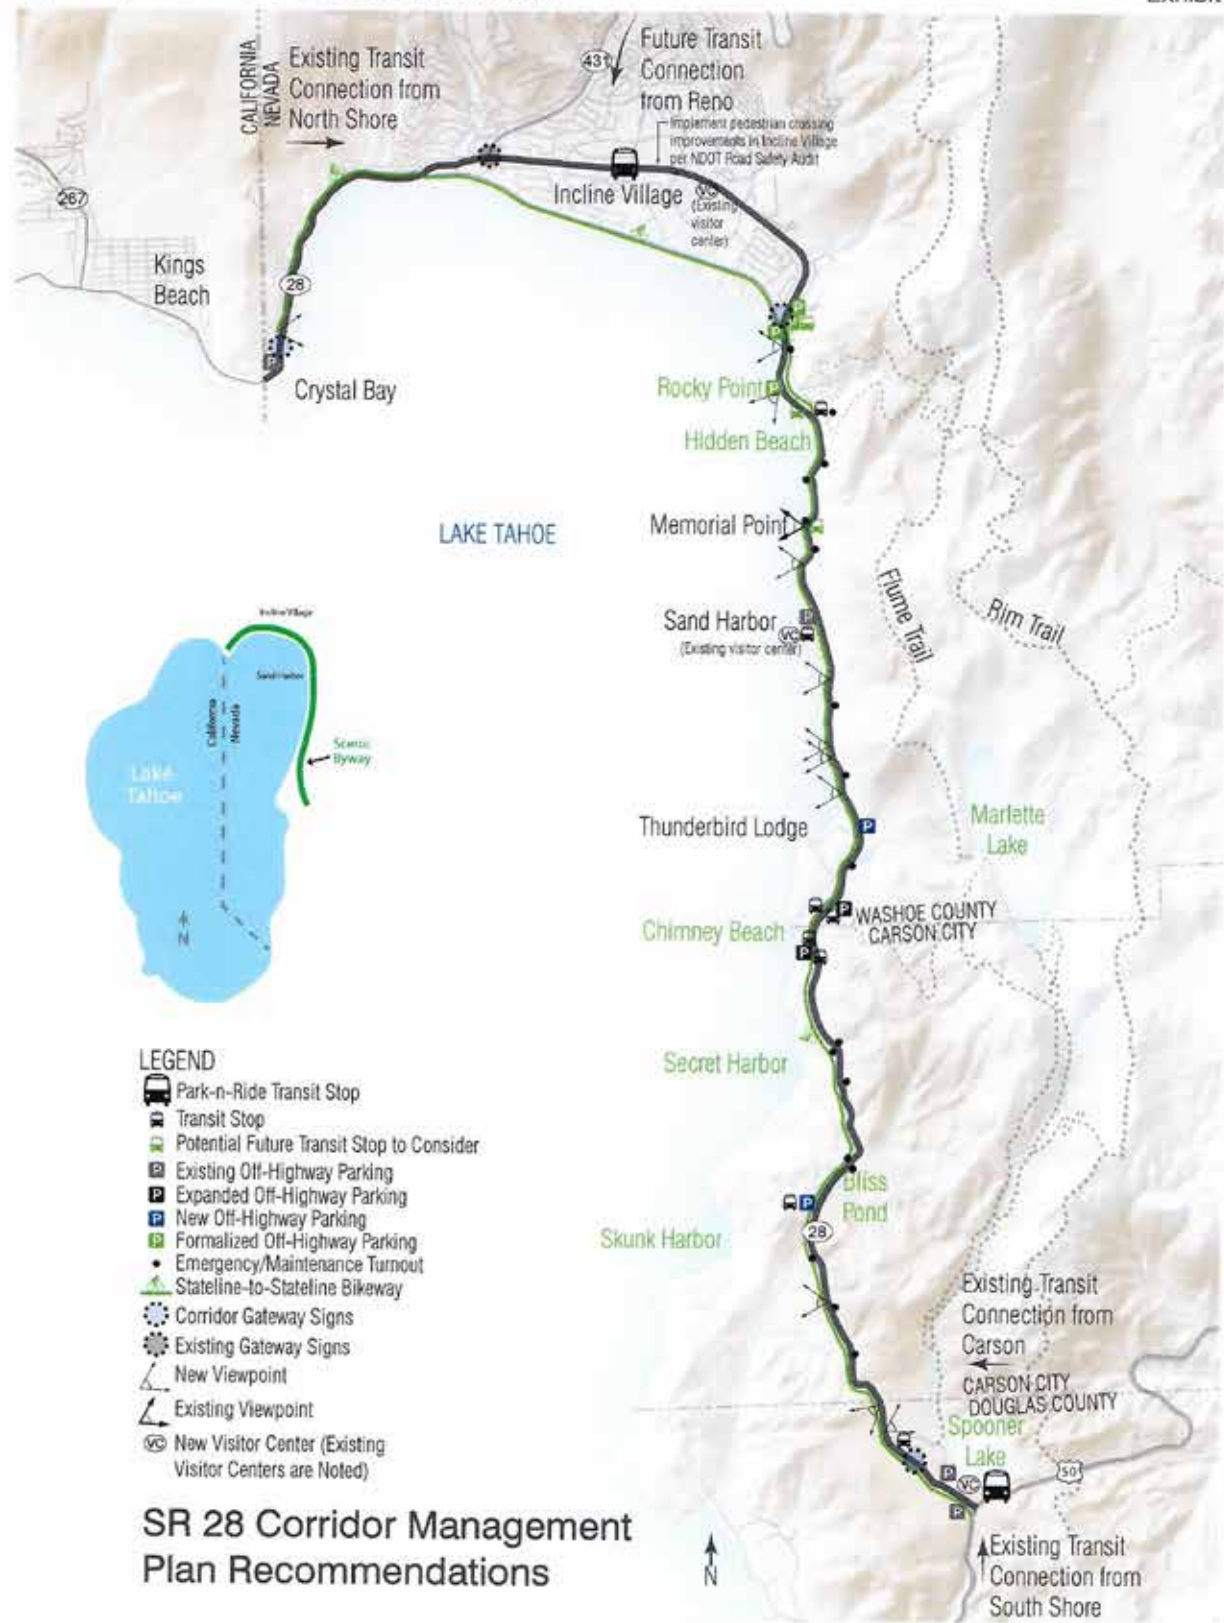 EXHIBIT
CALIFORNIA
NEVADA
Existing Transit
Connection from
North Shore
431
Future Transit
Connection
from Reno
Implement pedestrian crossing
improvements in Incline Village
per NDOT Road Safety Audit
267
Incline Village
VC
(Existing
visitor
center)
Kings
Beach
28
P
Crystal Bay
P
P
Rocky Point
P
Hidden Beach
LAKE TAHOE
Memorial Point
Flume Trail
Rim Trail
Sand Harbor
P
VC
(Existing visitor center)
Incline Village
Sand Harbor
California
Nevada
Scenic
Byway
Lake
Tahoe
N
Thunderbird Lodge
P
Marlette
Lake
P
WASHOE COUNTY
CARSON CITY
Chimney Beach
P
Secret Harbor
Bliss
Pond
P
28
Skunk Harbor
LEGEND
Park-n-Ride Transit Stop
Transit Stop
Potential Future Transit Stop to Consider
P Existing Off-Highway Parking
P Expanded Off-Highway Parking
P New Off-Highway Parking
P Formalized Off-Highway Parking
Emergency/Maintenance Turnout
Stateline-to-Stateline Bikeway
Corridor Gateway Signs
Existing Gateway Signs
New Viewpoint
Existing Viewpoint
VC New Visitor Center (Existing
Visitor Centers are Noted)
Existing Transit
Connection from
Carson
CARSON CITY
DOUGLAS COUNTY
Spooner
Lake
P
VC
50
P
Existing Transit
Connection from
South Shore
SR 28 Corridor Management
Plan Recommendations
N